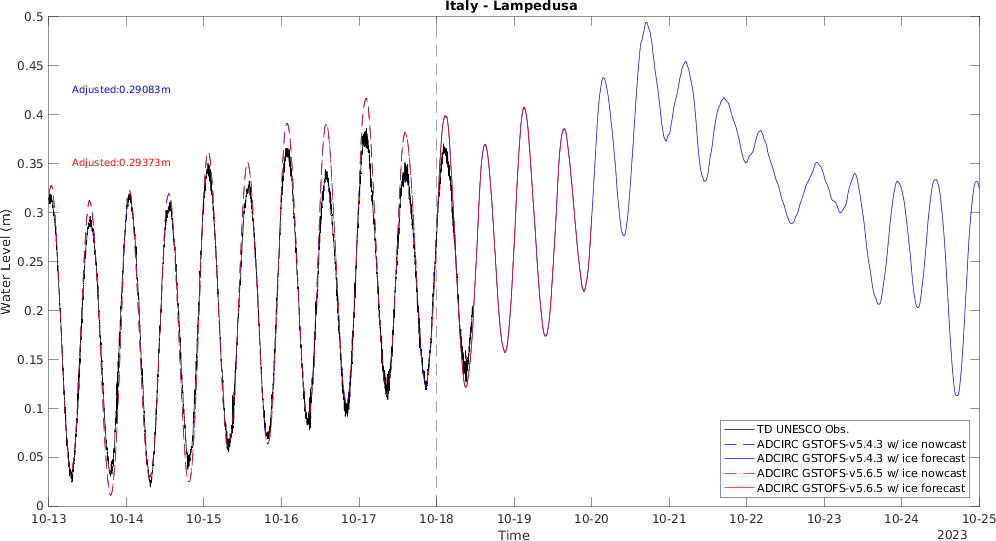 Italy - Lampedusa
0.5
0.45
0.4
0.35
0.3
0.25
0.2
0.15
0.1
0.05
0
Water Level (m)
Adjusted:0.29083m
Adjusted:0.29373m
TD UNESCO Obs.
ADCIRC GSTOFS-v5.4.3 w/ ice nowcast
ADCIRC GSTOFS-v5.4.3 w/ ice forecast
ADCIRC GSTOFS-v5.6.5 w/ ice nowcast
ADCIRC GSTOFS-v5.6.5 w/ ice forecast
10-13 10-14 10-15 10-16 10-17 10-18 10-19 10-20 10-21 10-22 10-23 10-24 10-25
Time
2023